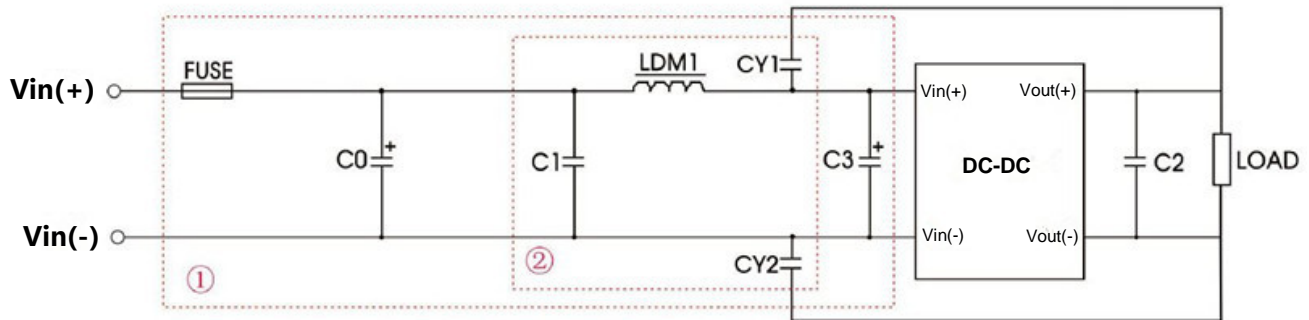 FUSE
LDM1
CY1
Vin(+)
Vin(+)
Vout(+)
C0
+
C1
C3
+
DC-DC
C2
LOAD
Vin(-)
Vin(-)
Vout(-)
①
②
CY2